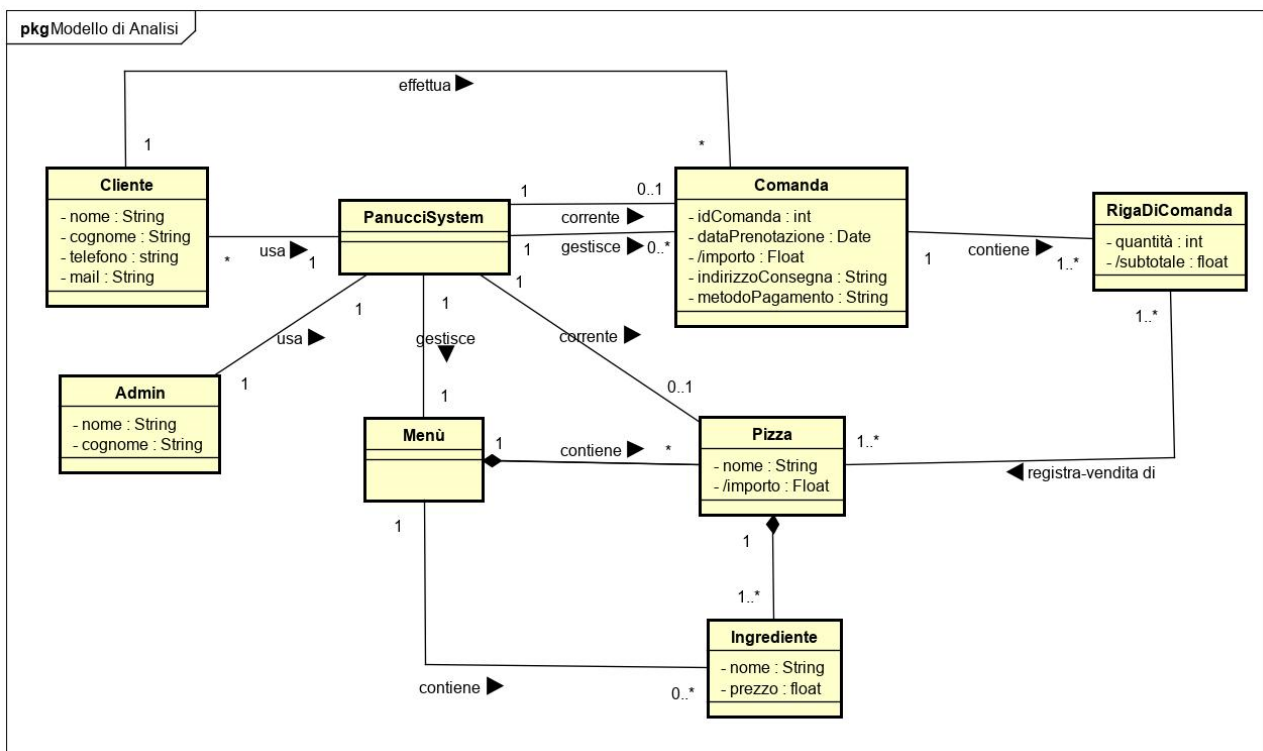 pkg Modello di Analisi
effettua ▶
1
*
Cliente
- nome : String
- cognome : String
- telefono : string
- mail : String
PanucciSystem
Comanda
- idComanda : int
- dataPrenotazione : Date
- /importo : Float
- indirizzoConsegna : String
- metodoPagamento : String
RigaDiComanda
- quantità : int
- /subtotale : float
1
0..1
corrente ▶
1
gestisce ▶
0..*
*
usa ▶
1
1
contiene ▶
1..*
1
usa ▶
1
1
gestisce
▼
1
1
corrente ▶
0..1
1..*
1..*
◀ registra-vendita di
Admin
- nome : String
- cognome : String
Menù
Pizza
- nome : String
- /importo : Float
1
contiene ▶
*
1
1..*
1
contiene ▶
0..*
Ingrediente
- nome : String
- prezzo : float